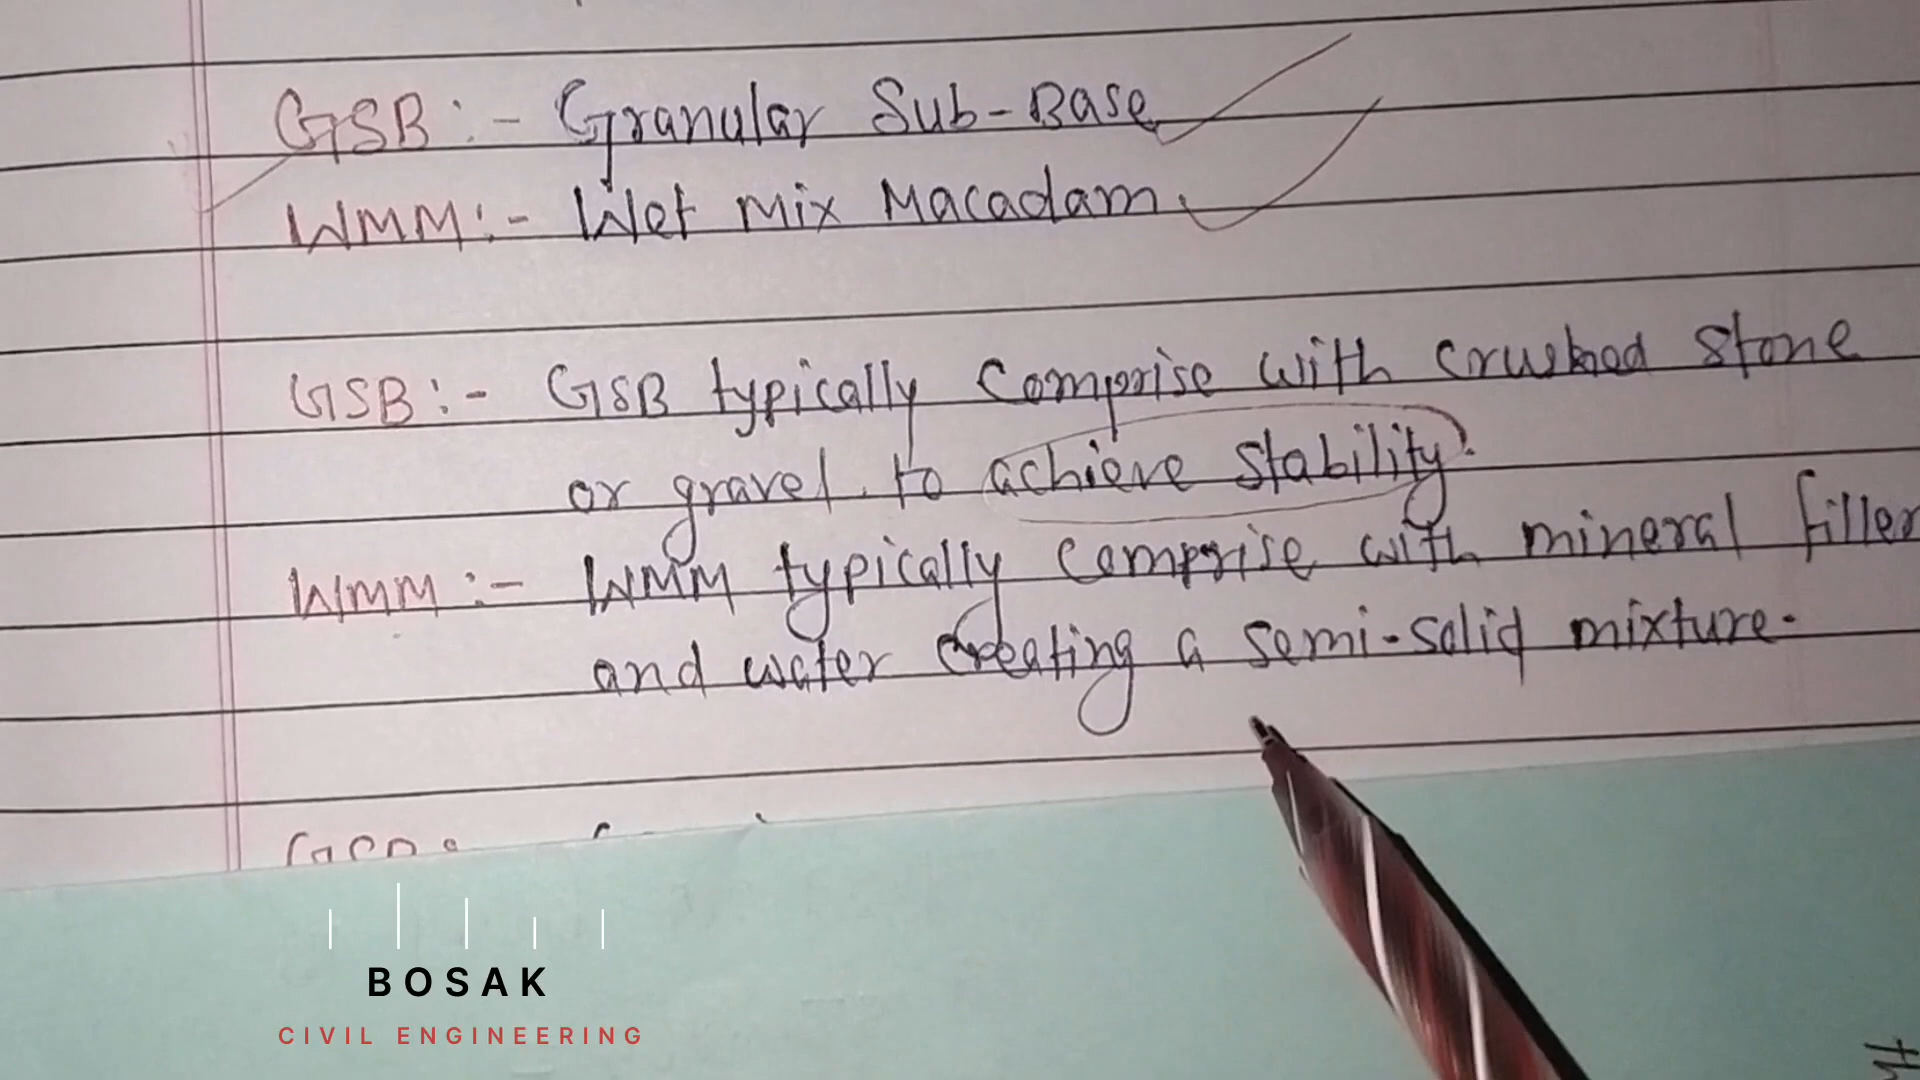 GSB :- Granular Sub-Base
WMM :- Wet Mix Macadam.
GSB :- GSB typically Comprise with Crushed Stone
or gravel to achieve stability.
WMM :- WMM typically Comprise with mineral filler
and water creating a semi-solid mixture.
BOSAK
CIVIL ENGINEERING